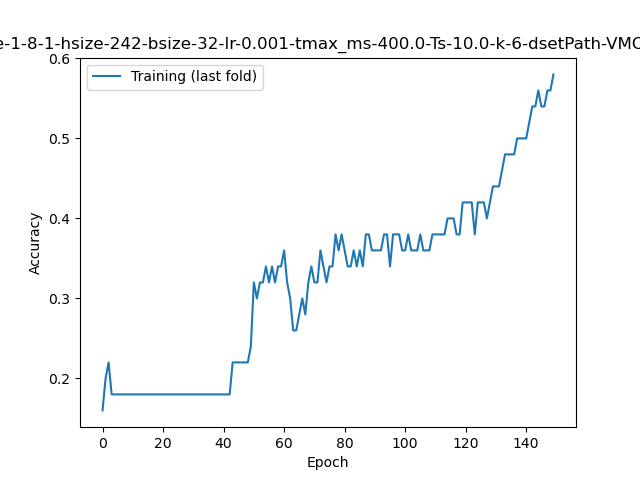 e-1-8-1-hsize-242-bsize-32-lr-0.001-tmax_ms-400.0-Ts-10.0-k-6-dsetPath-VMC
Training (last fold)
0.6
0.5
0.4
0.3
0.2
Accuracy
0 20 40 60 80 100 120 140
Epoch